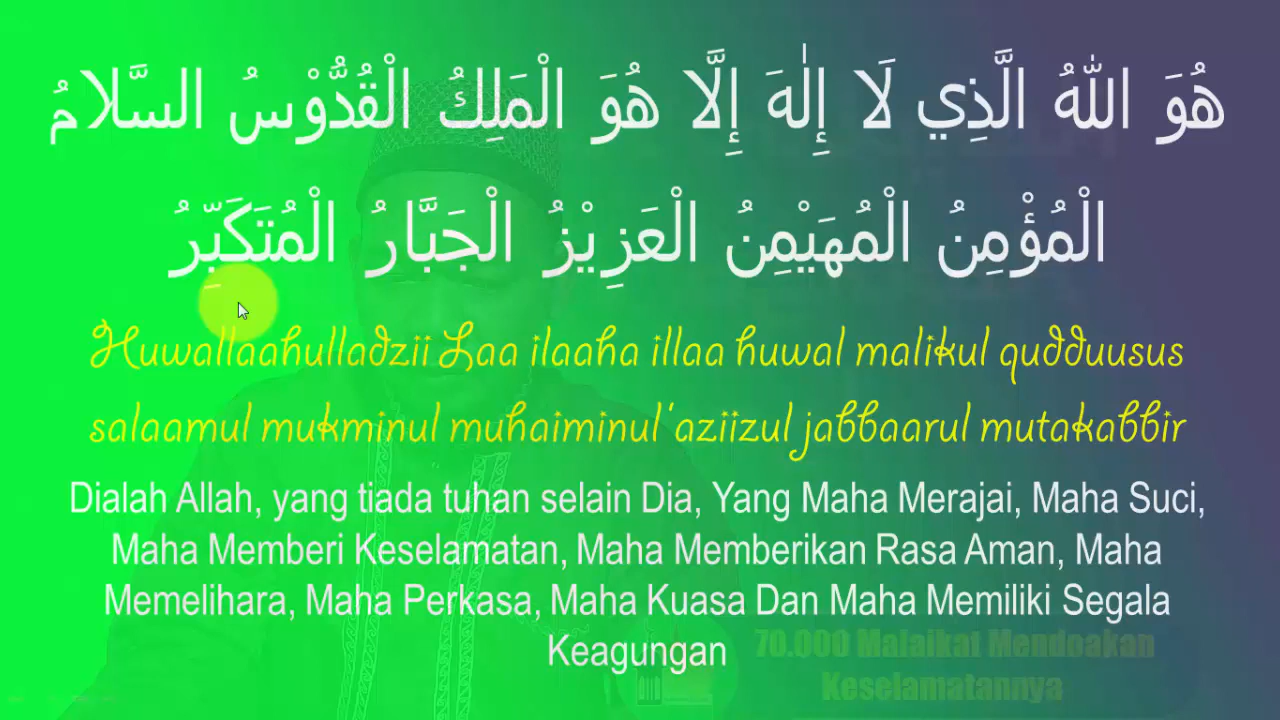 هُوَ اللّٰهُ الَّذِي لَا إِلٰهَ إِلَّا هُوَ الْمَلِكُ الْقُدُّوْسُ السَّلَامُ
الْمُؤْمِنُ الْمُهَيْمِنُ الْعَزِيْزُ الْجَبَّارُ الْمُتَكَبِّرُ
Huwallaahulladzii Laa ilaaha illaa huwal malikul qudduusus
salaamul mukminul muhaiminul 'aziizul jabbaarul mutakabbir
Dialah Allah, yang tiada tuhan selain Dia, Yang Maha Merajai, Maha Suci,
Maha Memberi Keselamatan, Maha Memberikan Rasa Aman, Maha
Memelihara, Maha Perkasa, Maha Kuasa Dan Maha Memiliki Segala
Keagungan
70.000 Malaikat Mendoakan
Keselamatannya